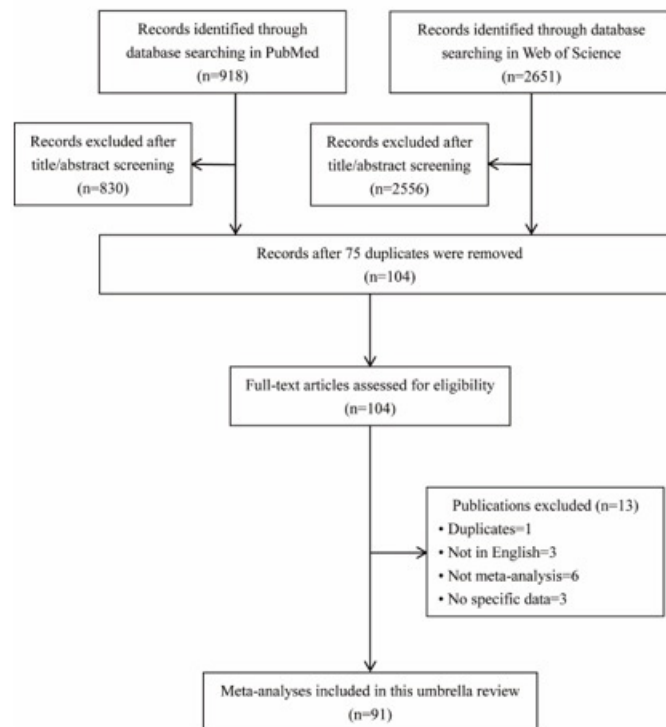 Records identified through
database searching in PubMed
(n=918)
Records identified through database
searching in Web of Science
(n=2651)
Records excluded after
title/abstract screening
(n=830)
Records excluded after
title/abstract screening
(n=2556)
Records after 75 duplicates were removed
(n=104)
Full-text articles assessed for eligibility
(n=104)
Publications excluded (n=13)
• Duplicates=1
• Not in English=3
• Not meta-analysis=6
• No specific data=3
Meta-analyses included in this umbrella review
(n=91)